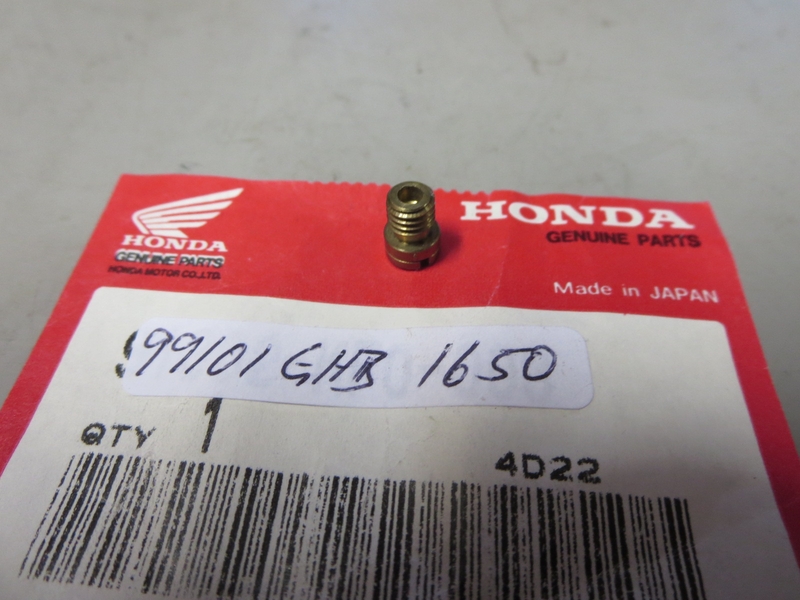 HONDA
GENUINE PARTS
HONDA MOTOR CO.,LTD.
HONDA
GENUINE PARTS
Made in JAPAN
99101 GHB 1650
QTY 1
4D22